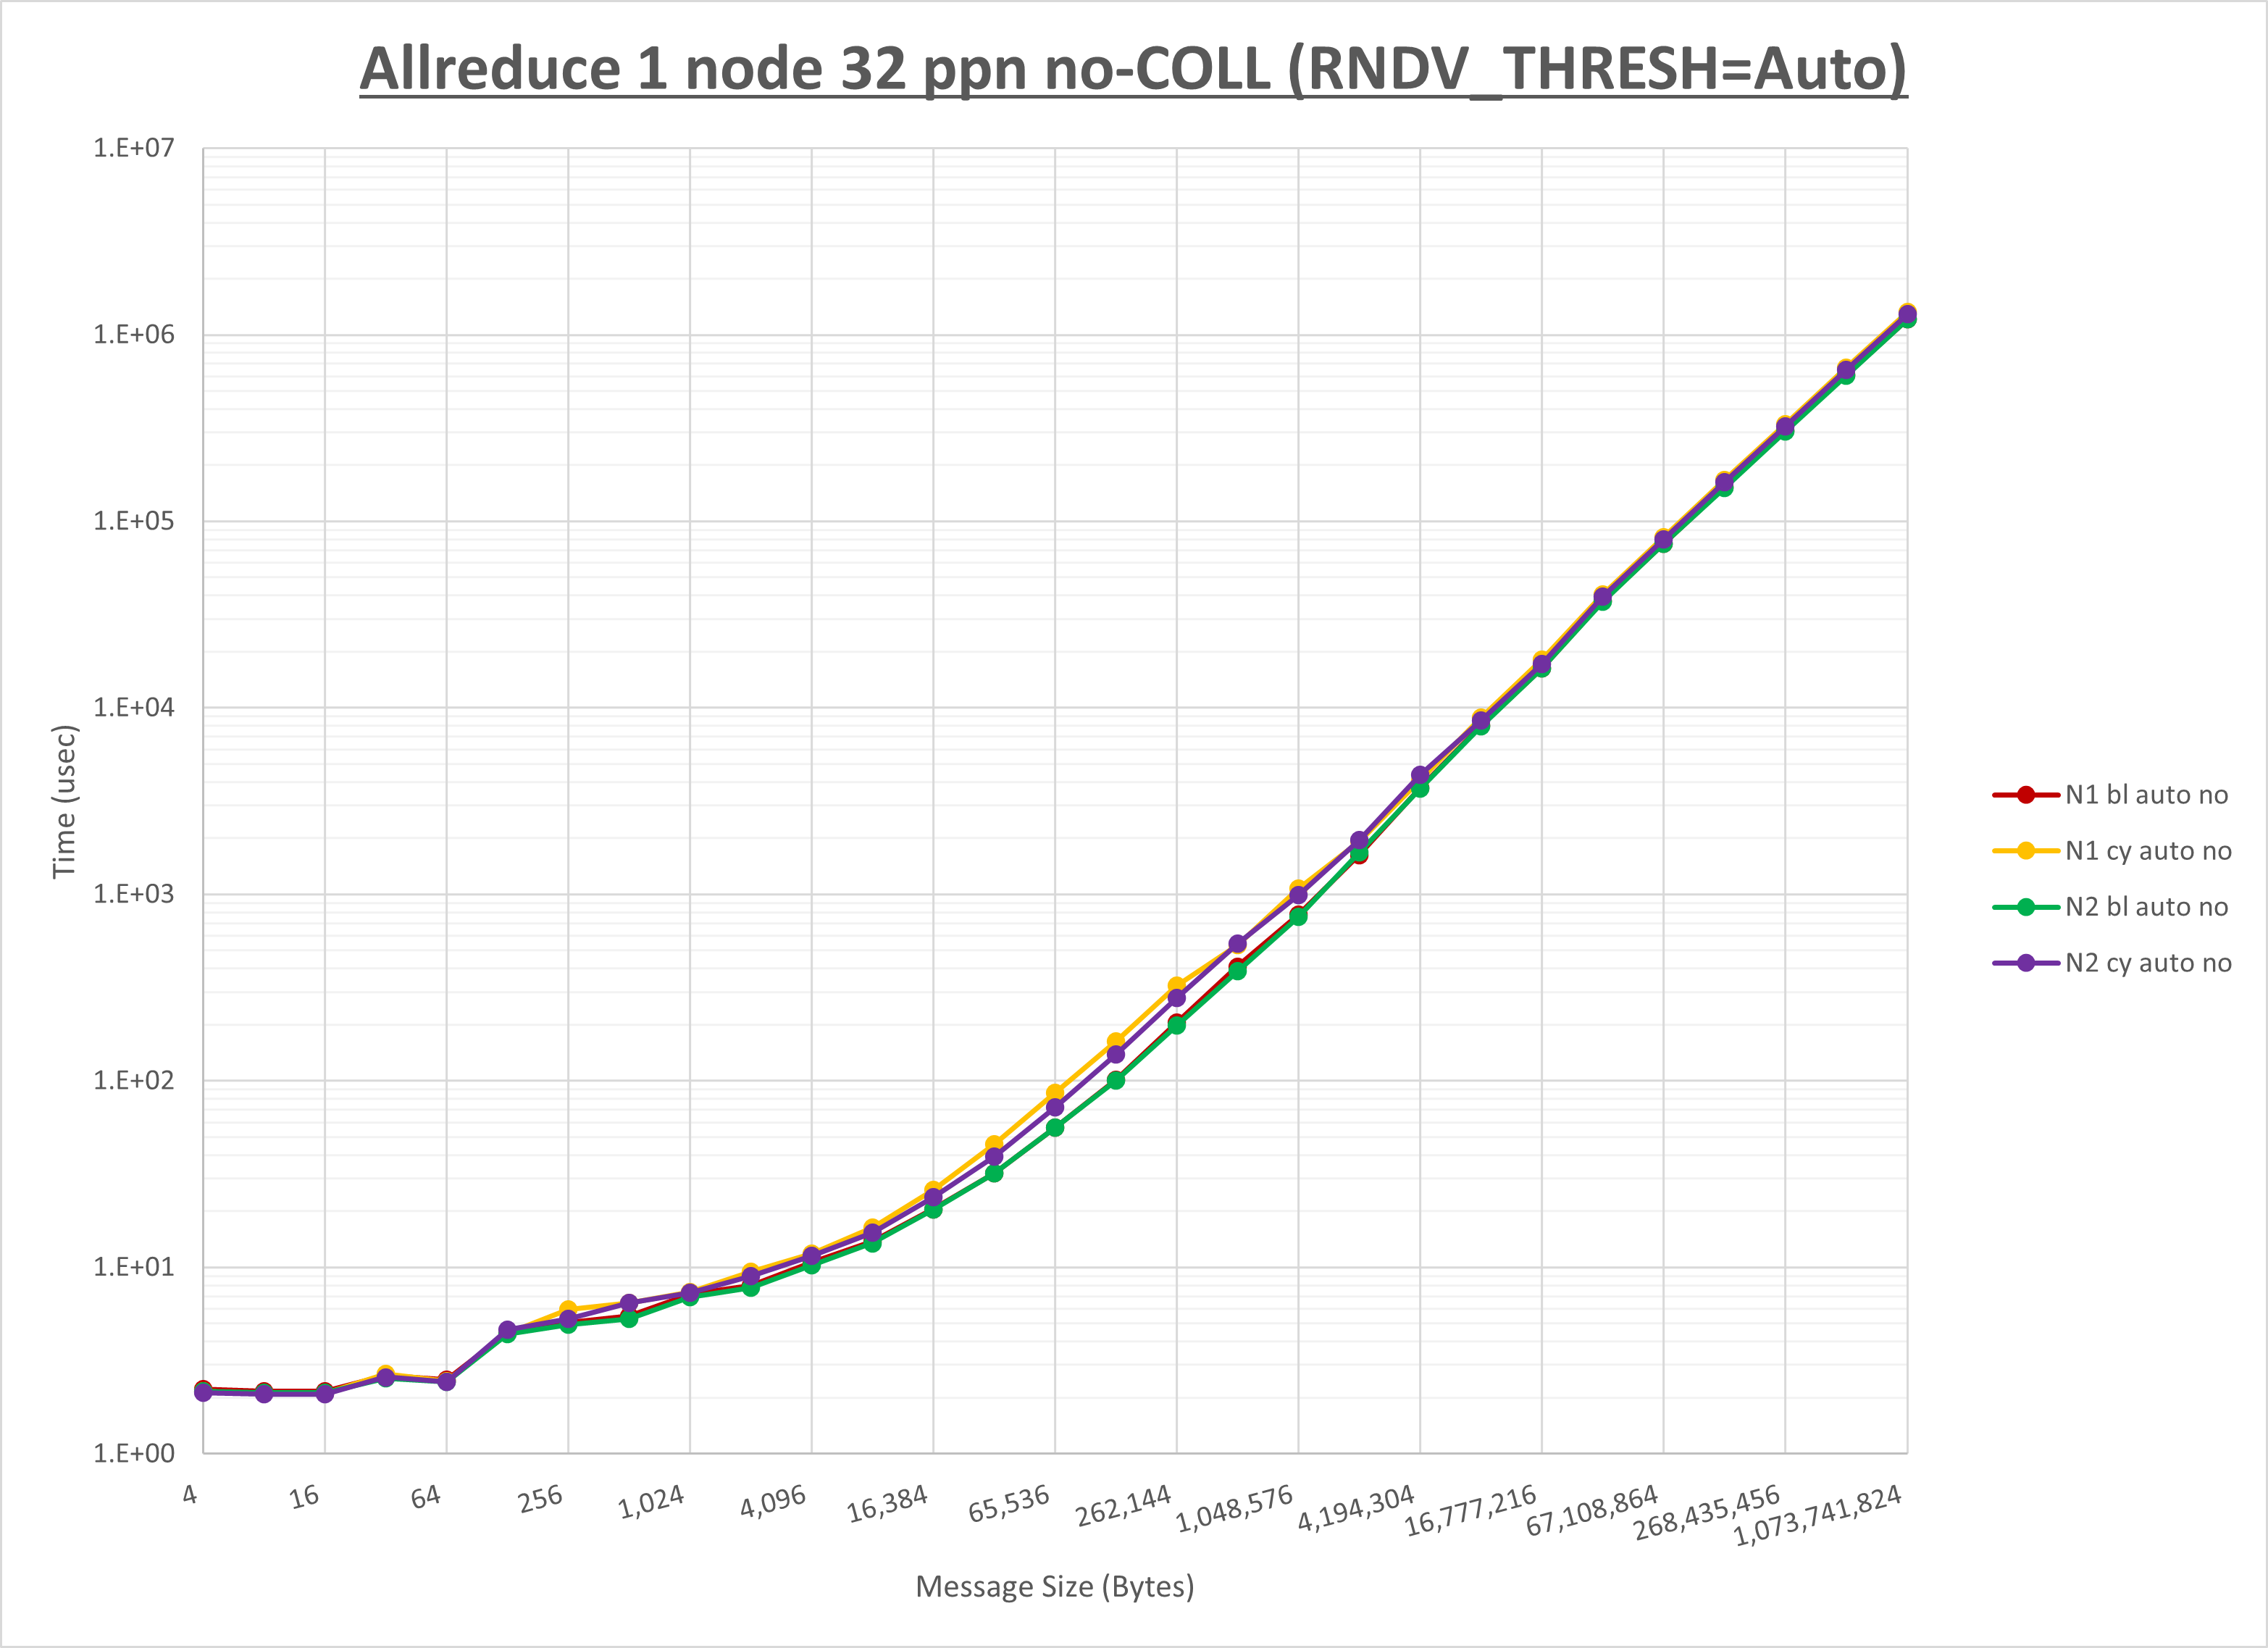 Allreduce 1 node 32 ppn no-COLL (RNDV_THRESH=Auto)
1.E+07
1.E+06
1.E+05
1.E+04
1.E+03
1.E+02
1.E+01
1.E+00
Time (usec)
4
16
64
256
1,024
4,096
16,384
65,536
262,144
1,048,576
4,194,304
16,777,216
67,108,864
268,435,456
1,073,741,824
Message Size (Bytes)
N1 bl auto no
N1 cy auto no
N2 bl auto no
N2 cy auto no